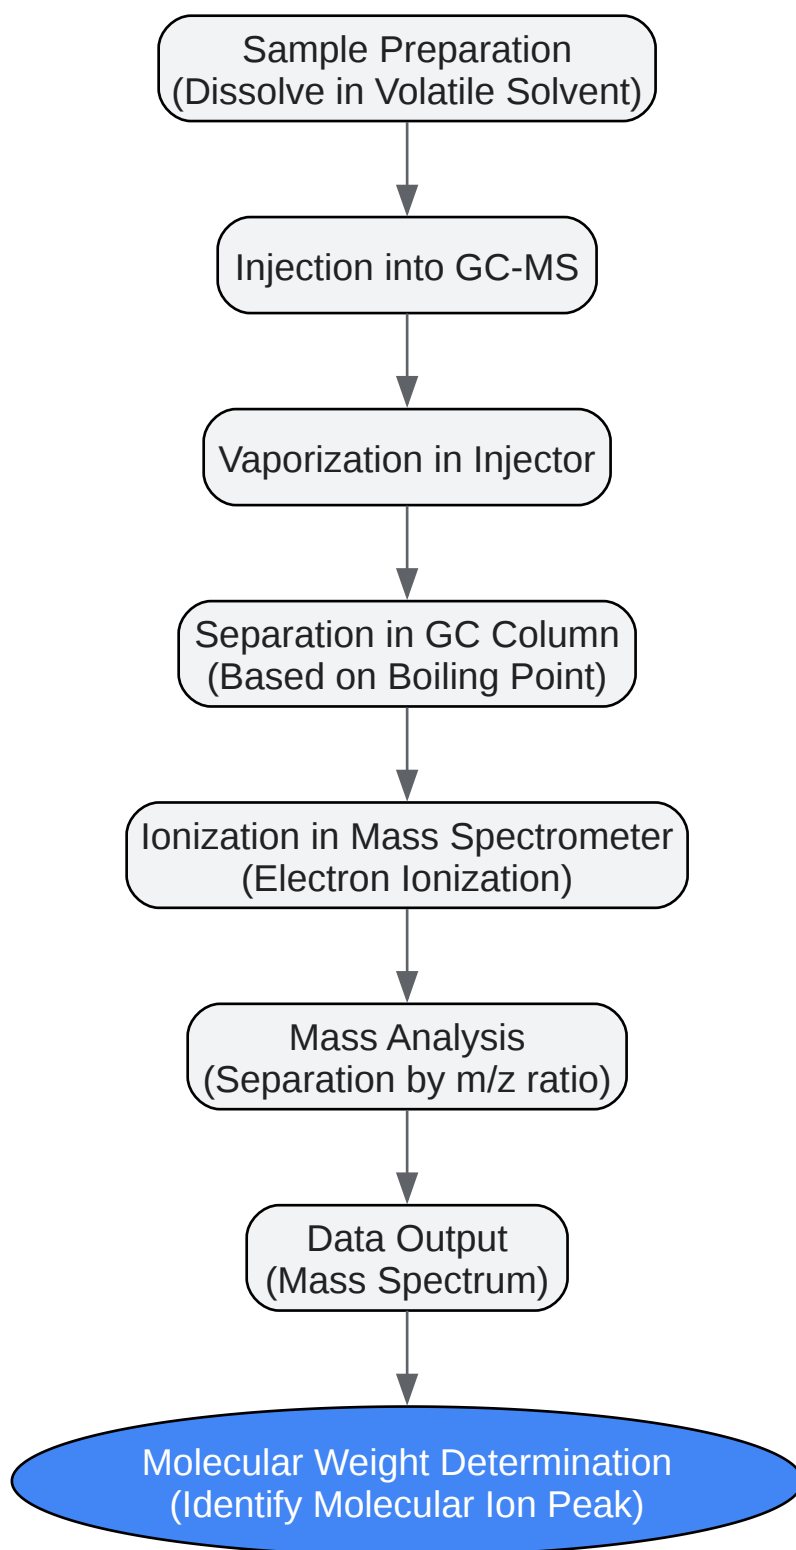 Sample Preparation
(Dissolve in Volatile Solvent)
Injection into GC-MS
Vaporization in Injector
Separation in GC Column
(Based on Boiling Point)
Ionization in Mass Spectrometer
(Electron Ionization)
Mass Analysis
(Separation by m/z ratio)
Data Output
(Mass Spectrum)
Molecular Weight Determination
(Identify Molecular Ion Peak)